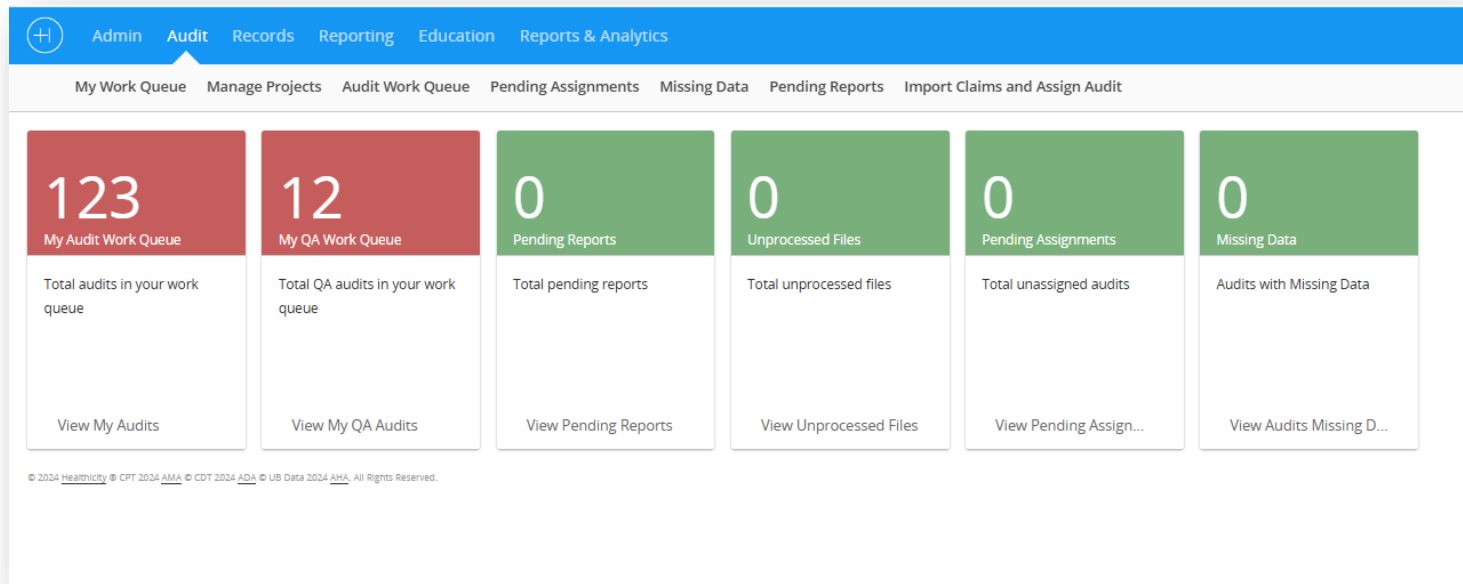 Admin Audit Records Reporting Education Reports & Analytics
My Work Queue Manage Projects Audit Work Queue Pending Assignments Missing Data Pending Reports Import Claims and Assign Audit
123
My Audit Work Queue
Total audits in your work
queue
View My Audits
12
My QA Work Queue
Total QA audits in your work
queue
View My QA Audits
0
Pending Reports
Total pending reports
View Pending Reports
0
Unprocessed Files
Total unprocessed files
View Unprocessed Files
0
Pending Assignments
Total unassigned audits
View Pending Assign...
0
Missing Data
Audits with Missing Data
View Audits Missing D...
© 2024 Healthicity ® CPT 2024 AMA © CDT 2024 ADA © UB Data 2024 AHA. All Rights Reserved.